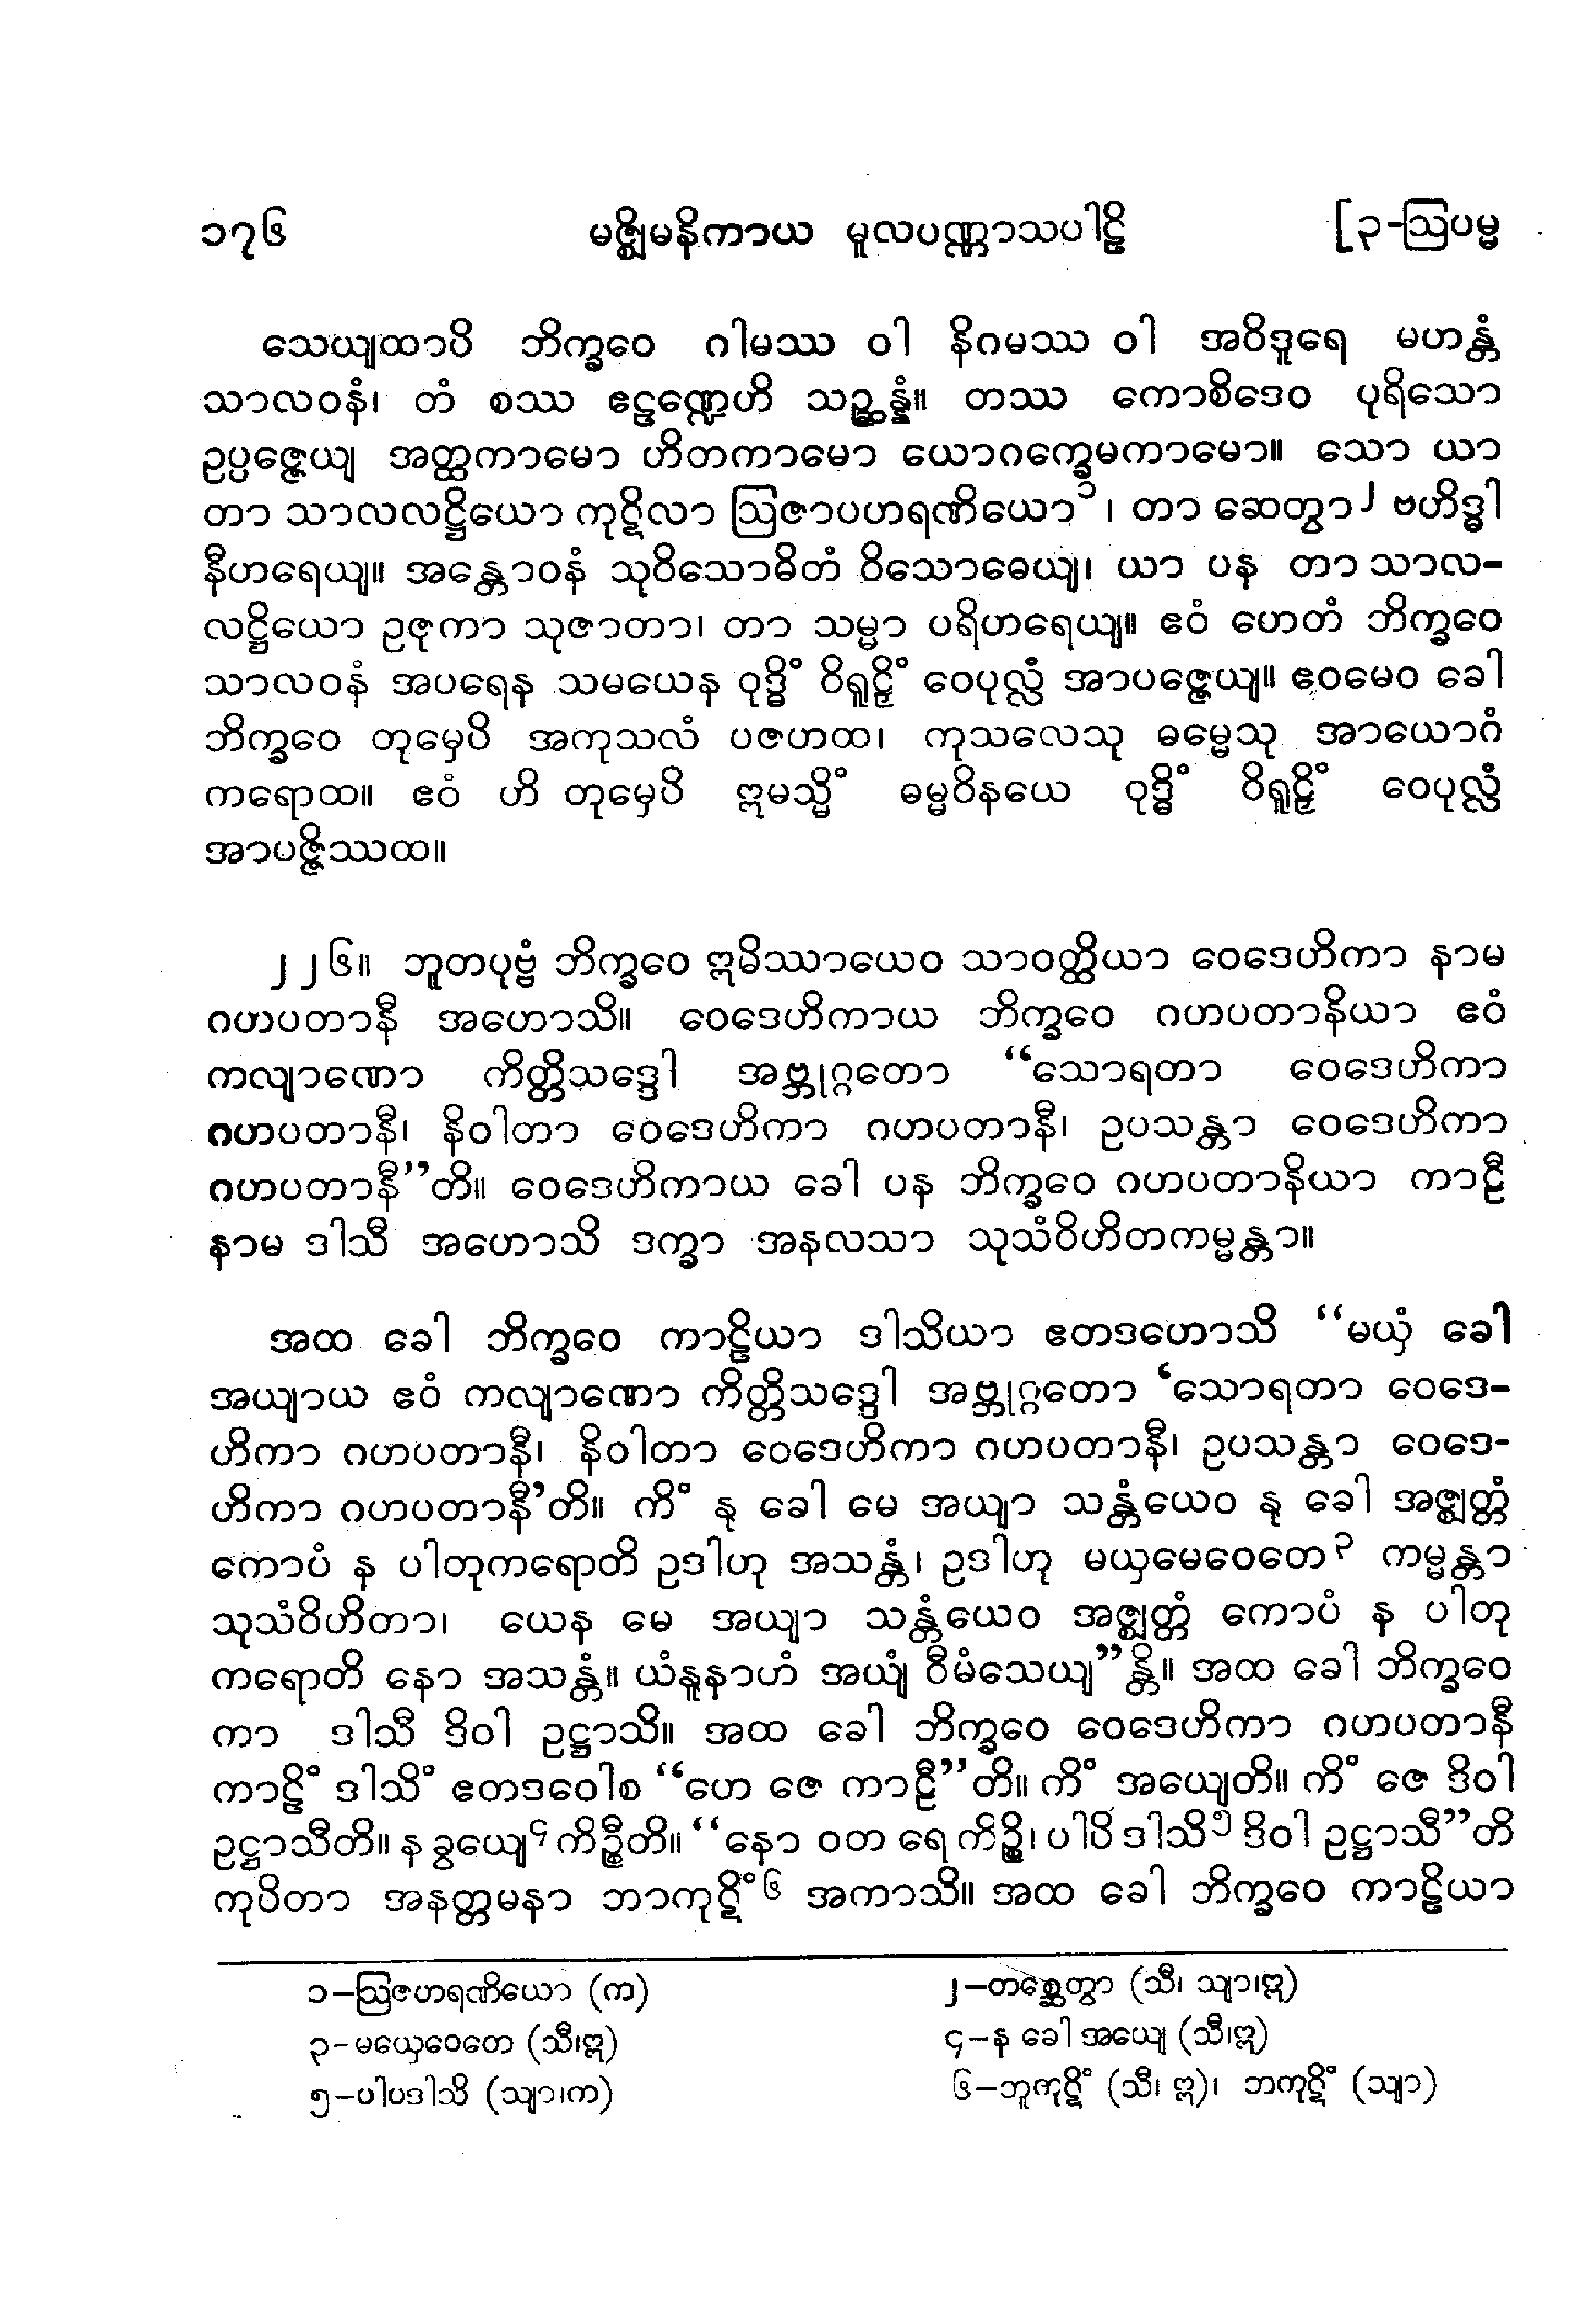 ၁၇၆ မဇ္ဈိမနိကာယ မူလပဏ္ဏာသပါဠိ [၃-ဩပမ္မ
သေယျထာပိ ဘိက္ခဝေ ဂါမဿ ဝါ နိဂမဿ ဝါ အဝိဒူရေ မဟန္တံ
သာလဝနံ၊ တံ စဿ ဧဠဏ္ဍေဟိ သဉ္ဆန္နံ။ တဿ ကောစိဒေဝ ပုရိသော
ဥပ္ပဇ္ဇေယျ အတ္ထကာမော ဟိတကာမော ယောဂက္ခေမကာမော။ သော ယာ
တာ သာလလဋ္ဌိယော ကုဋိလာ ဩဇာပဟရဏိယော၁၊ တာ ဆေတွာ၂ ဗဟိဒ္ဓါ
နီဟရေယျ။ အန္တောဝနံ သုဝိသောဓိတံ ဝိသောဓေယျ၊ ယာ ပန တာ သာလ-
လဋ္ဌိယော ဥဇုကာ သုဇာတာ၊ တာ သမ္မာ ပရိဟရေယျ။ ဧဝံ ဟေတံ ဘိက္ခဝေ
သာလဝနံ အပရေန သမယေန ဝုဒ္ဓိံ ဝိရူဠှိံ ဝေပုလ္လံ အာပဇ္ဇေယျ။ ဧဝမေဝ ခေါ
ဘိက္ခဝေ တုမှေပိ အကုသလံ ပဇဟထ၊ ကုသလေသု ဓမ္မေသု အာယောဂံ
ကရောထ။ ဧဝံ ဟိ တုမှေပိ ဣမသ္မိံ ဓမ္မဝိနယေ ဝုဒ္ဓိံ ဝိရူဠှိံ ဝေပုလ္လံ
အာပဇ္ဇိဿထ။
၂၂၆။ ဘူတပုဗ္ဗံ ဘိက္ခဝေ ဣမိဿာယေဝ သာဝတ္ထိယာ ဝေဒေဟိကာ နာမ
ဂဟပတာနီ အဟောသိ။ ဝေဒေဟိကာယ ဘိက္ခဝေ ဂဟပတာနိယာ ဧဝံ
ကလျာဏော ကိတ္တိသဒ္ဒေါ အဗ္ဘုဂ္ဂတော “သောရတာ ဝေဒေဟိကာ
ဂဟပတာနီ၊ နိဝါတာ ဝေဒေဟိကာ ဂဟပတာနီ၊ ဥပသန္တာ ဝေဒေဟိကာ
ဂဟပတာနီ”တိ။ ဝေဒေဟိကာယ ခေါ ပန ဘိက္ခဝေ ဂဟပတာနိယာ ကာဠီ
နာမ ဒါသီ အဟောသိ ဒက္ခာ အနလသာ သုသံဝိဟိတကမ္မန္တာ။
အထ ခေါ ဘိက္ခဝေ ကာဠိယာ ဒါသိယာ ဧတဒဟောသိ “မယှံ ခေါ
အယျာယ ဧဝံ ကလျာဏော ကိတ္တိသဒ္ဒေါ အဗ္ဘုဂ္ဂတော ‘သောရတာ ဝေဒေ-
ဟိကာ ဂဟပတာနီ၊ နိဝါတာ ဝေဒေဟိကာ ဂဟပတာနီ၊ ဥပသန္တာ ဝေဒေ-
ဟိကာ ဂဟပတာနီ’တိ။ ကိံ နု ခေါ မေ အယျာ သန္တံယေဝ နု ခေါ အဇ္ဈတ္တံ
ကောပံ န ပါတုကရောတိ ဥဒါဟု အသန္တံ၊ ဥဒါဟု မယှမေဝေတေ၃ ကမ္မန္တာ
သုသံဝိဟိတာ၊ ယေန မေ အယျာ သန္တံယေဝ အဇ္ဈတ္တံ ကောပံ န ပါတု
ကရောတိ နော အသန္တံ။ ယံနူနာဟံ အယျံ ဝီမံသေယျ”န္တိ။ အထ ခေါ ဘိက္ခဝေ
ကာ ဒါသီ ဒိဝါ ဥဋ္ဌာသိ။ အထ ခေါ ဘိက္ခဝေ ဝေဒေဟိကာ ဂဟပတာနီ
ကာဠိံ ဒါသိံ ဧတဒဝေါစ “ဟေ ဇေ ကာဠီ”တိ။ ကိံ အယျေတိ။ ကိံ ဇေ ဒိဝါ
ဥဋ္ဌာသီတိ။ န ခွယျေ၄ ကိဉ္စီတိ။ “နော ဝတ ရေ ကိဉ္စိ၊ ပါပိ ဒါသိ၅ ဒိဝါ ဥဋ္ဌာသီ”တိ
ကုပိတာ အနတ္တမနာ ဘာကုဋိံ၆ အကာသိ။ အထ ခေါ ဘိက္ခဝေ ကာဠိယာ
၁–ဩဇဟရဏိယော (က) ၂–တစ္ဆေတွာ (သီ၊ သျာ၊ဣ)
၃–မယှေဝေတေ (သီ၊ဣ) ၄–န ခေါ အယျေ (သီ၊ဣ)
၅–ပါပဒါသိ (သျာ၊က) ၆–ဘူကုဋိံ (သီ၊ ဣ)၊ ဘကုဋိံ (သျာ)